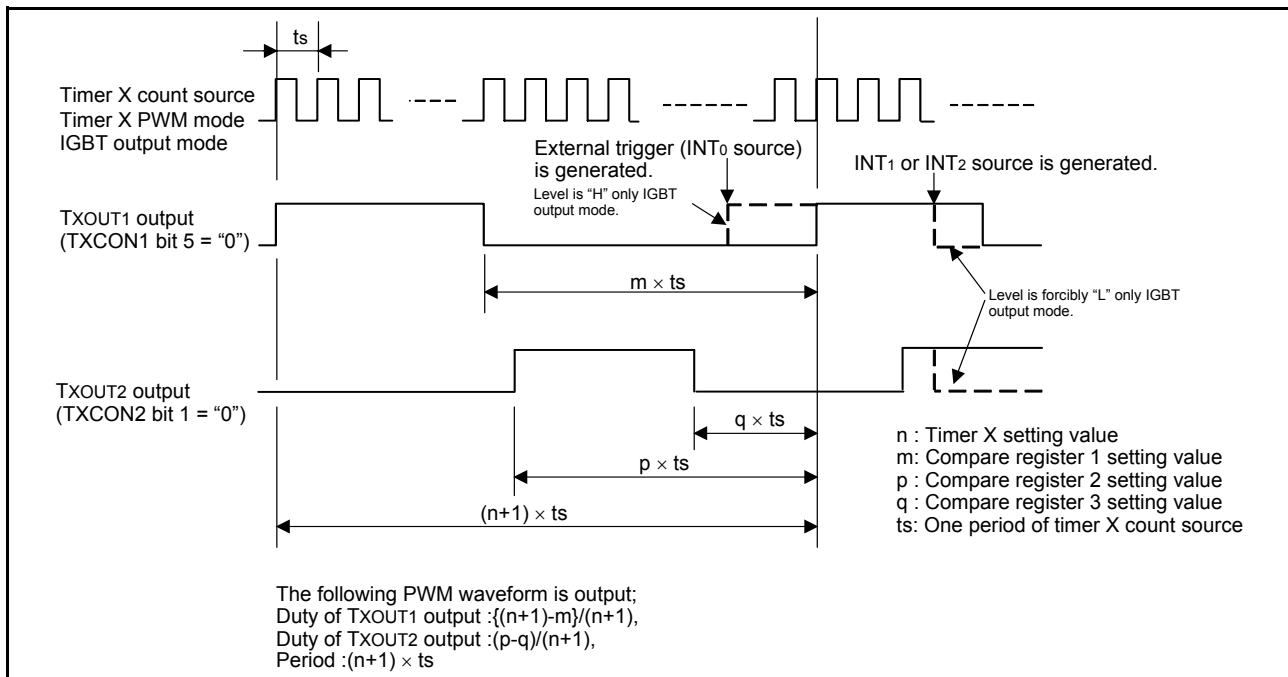 ts
Timer X count source
Timer X PWM mode
IGBT output mode
External trigger (INT0 source)
is generated.
Level is “H” only IGBT
output mode.
INT1 or INT2 source is generated.
TXOUT1 output
(TXCON1 bit 5 = “0”)
m × ts
Level is forcibly “L” only IGBT
output mode.
TXOUT2 output
(TXCON2 bit 1 = “0”)
q × ts
p × ts
(n+1) × ts
n : Timer X setting value
m: Compare register 1 setting value
p : Compare register 2 setting value
q : Compare register 3 setting value
ts: One period of timer X count source
The following PWM waveform is output;
Duty of TXOUT1 output :{(n+1)-m}/(n+1),
Duty of TXOUT2 output :(p-q)/(n+1),
Period :(n+1) × ts